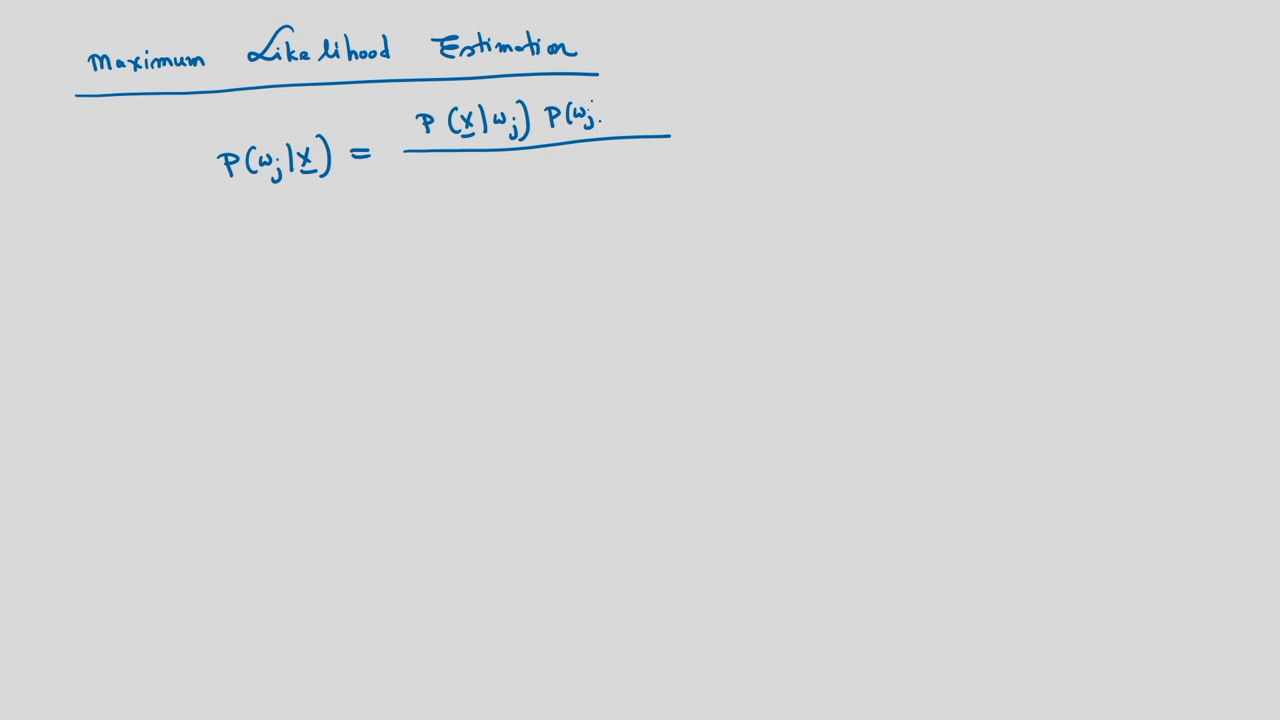 Maximum Likelihood Estimation
P(x|ωj) P(ωj
P(ωj|x) =